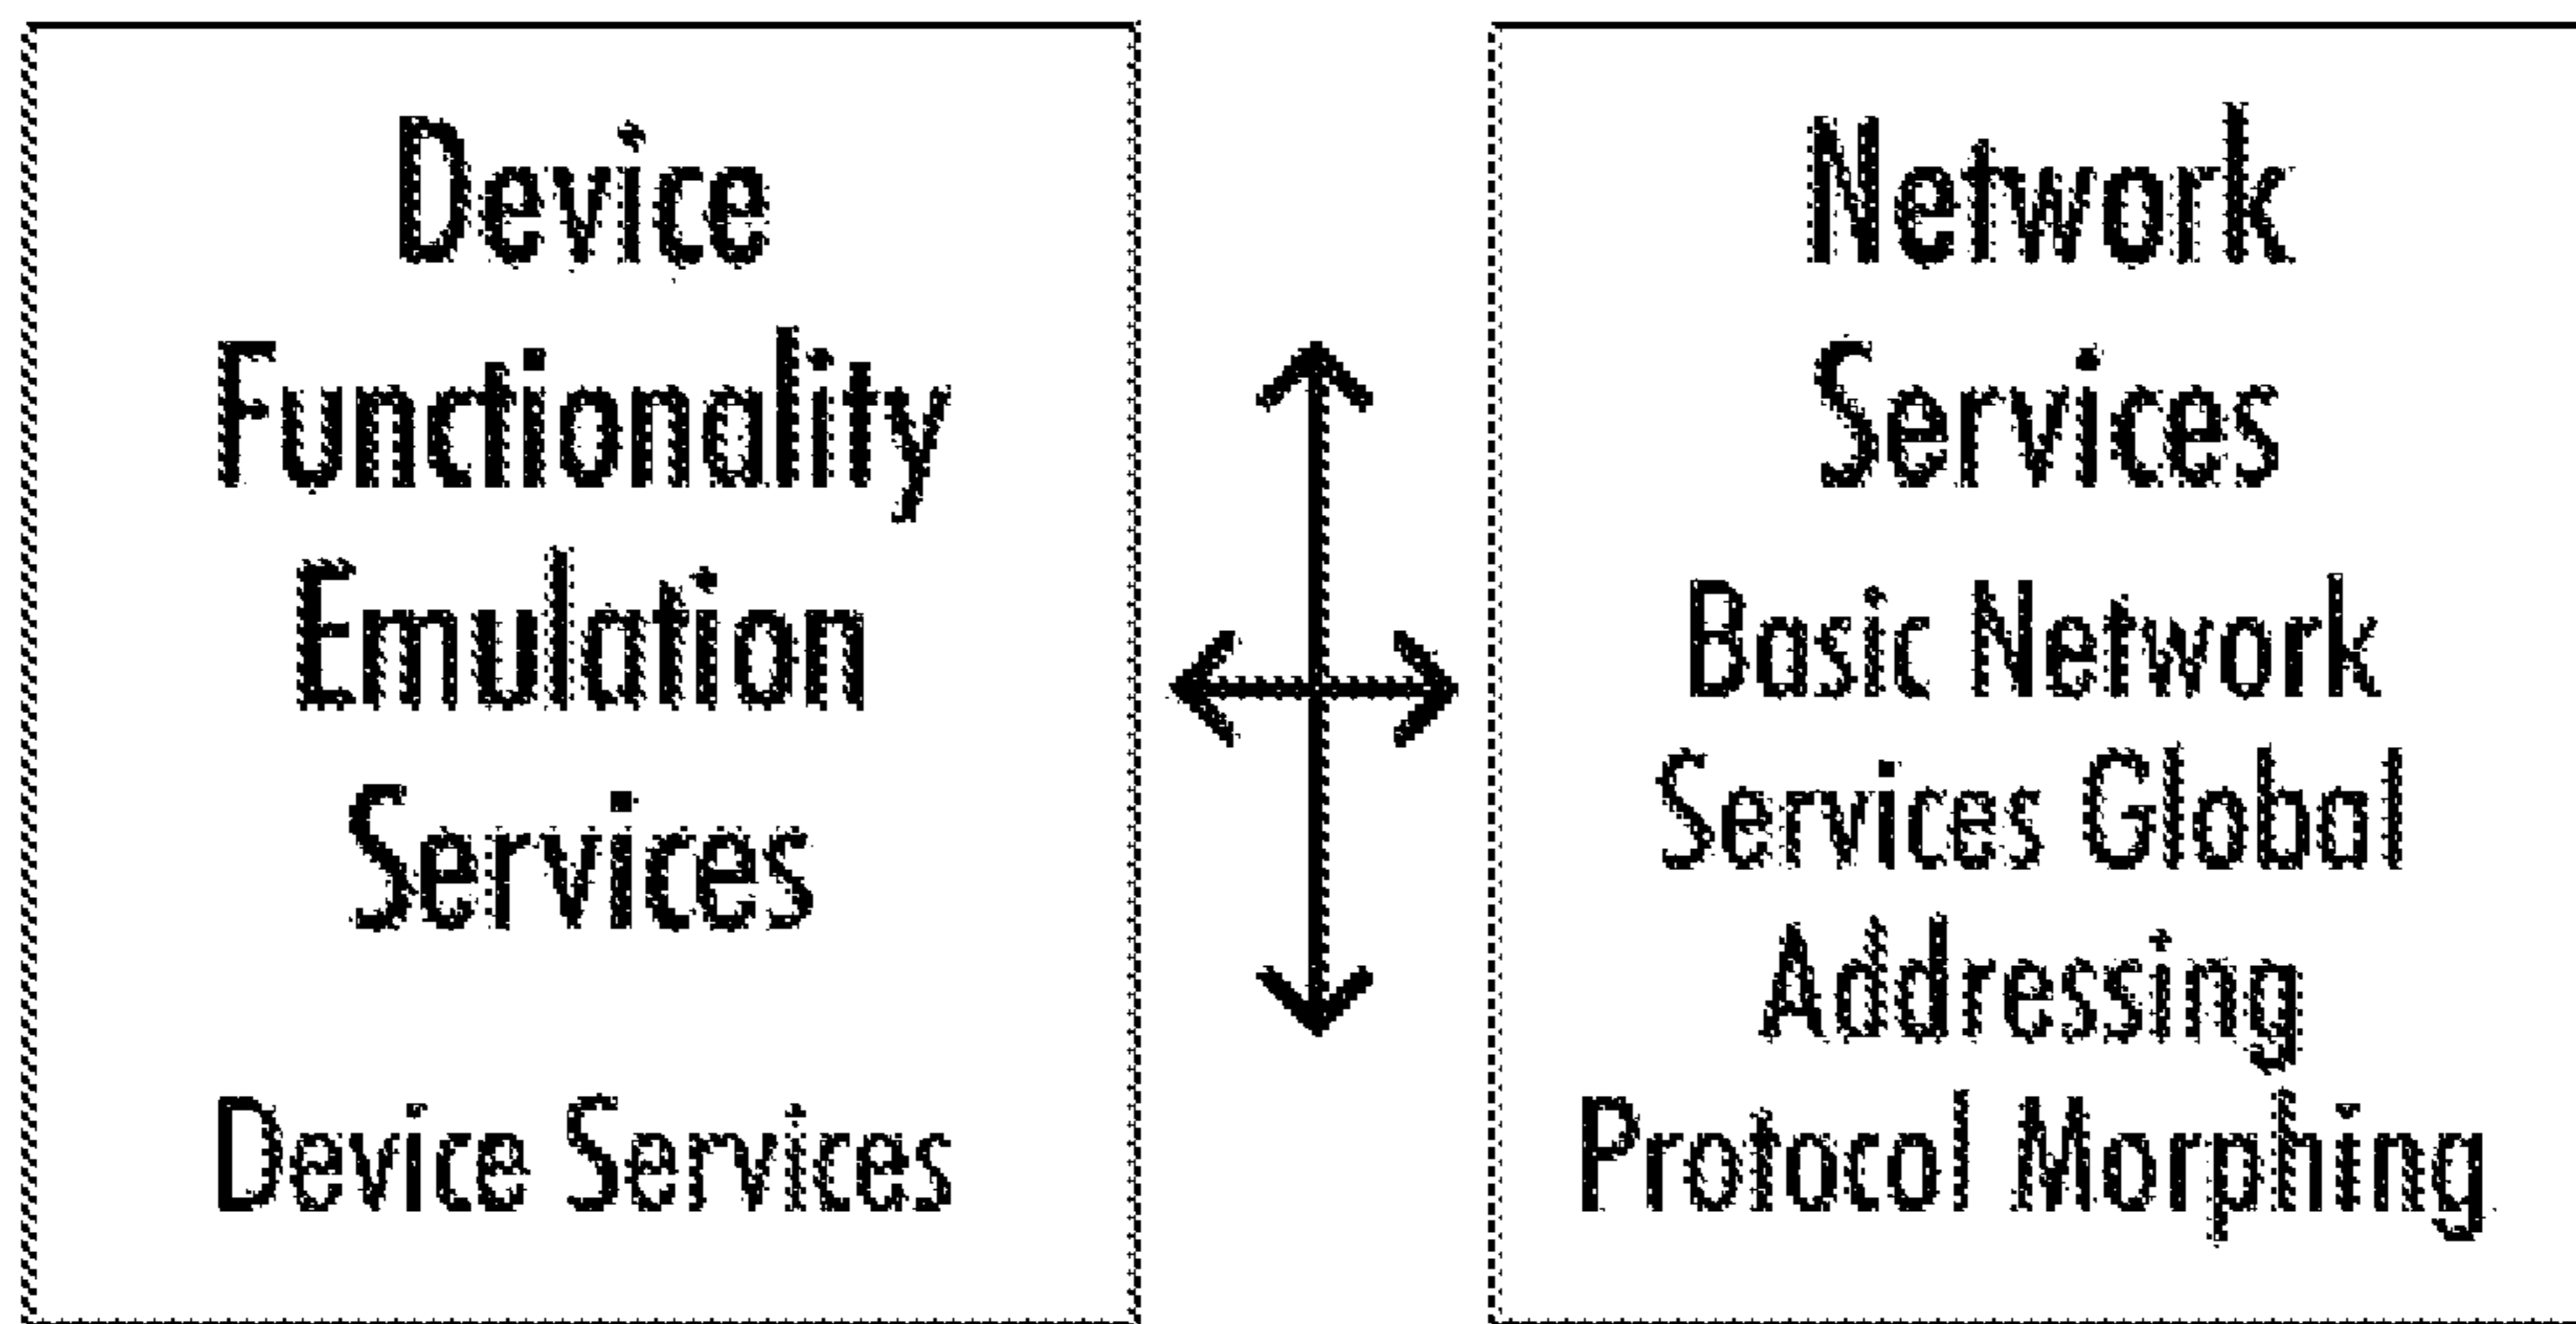 Device
Functionality
Emulation
Services
Device Services
Network
Services
Basic Network
Services Global
Addressing
Protocol Morphing